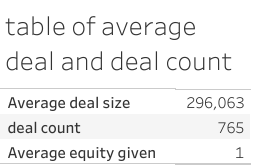 table of average
deal and deal count
Average deal size 296,063
deal count 765
Average equity given 1